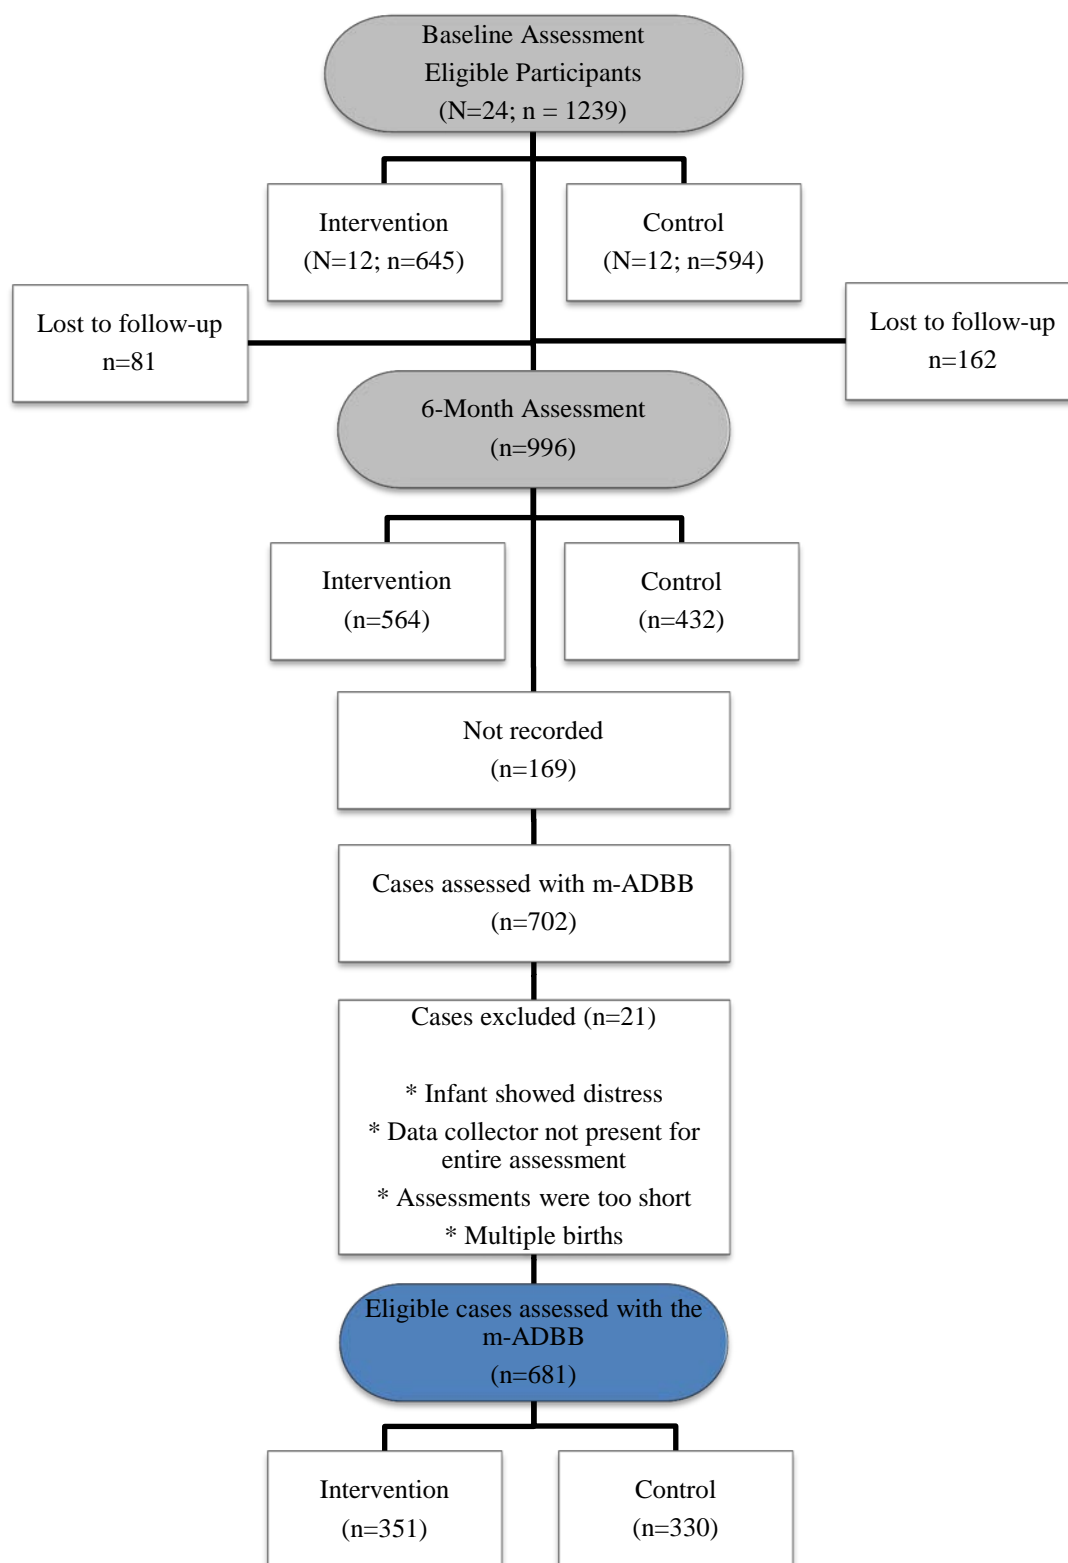 Baseline Assessment
Eligible Participants
(N=24; n = 1239)
Intervention
(N=12; n=645)
Control
(N=12; n=594)
Lost to follow-up
n=81
Lost to follow-up
n=162
6-Month Assessment
(n=996)
Intervention
(n=564)
Control
(n=432)
Not recorded
(n=169)
Cases assessed with m-ADBB
(n=702)
Cases excluded (n=21)
* Infant showed distress
* Data collector not present for
entire assessment
* Assessments were too short
* Multiple births
Eligible cases assessed with the
m-ADBB
(n=681)
Intervention
(n=351)
Control
(n=330)